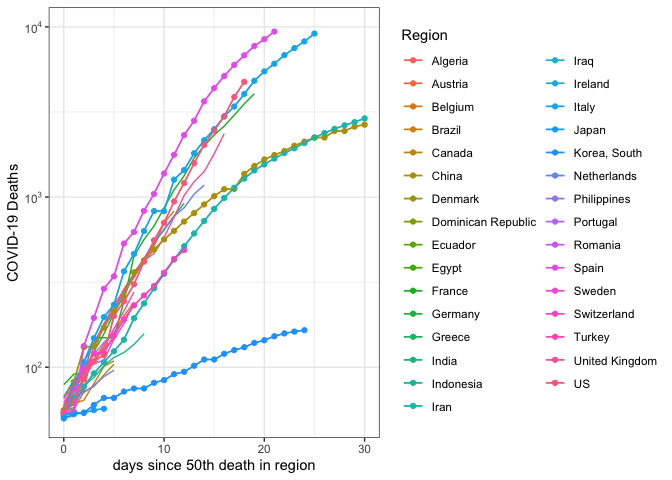 10⁴
10³
10²
COVID-19 Deaths
0
10
20
30
days since 50th death in region
Region
Algeria
Austria
Belgium
Brazil
Canada
China
Denmark
Dominican Republic
Ecuador
Egypt
France
Germany
Greece
India
Indonesia
Iran
Iraq
Ireland
Italy
Japan
Korea, South
Netherlands
Philippines
Portugal
Romania
Spain
Sweden
Switzerland
Turkey
United Kingdom
US